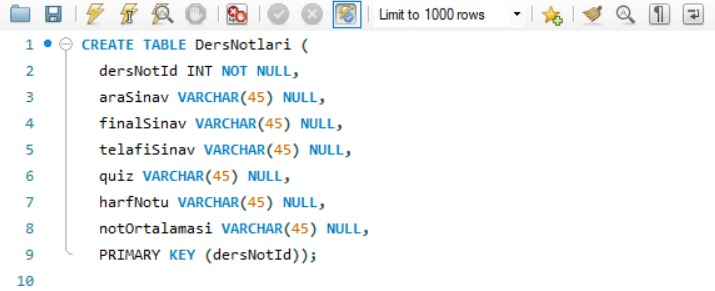 Limit to 1000 rows
1 CREATE TABLE DersNotlari (
2 dersNotId INT NOT NULL,
3 araSinav VARCHAR(45) NULL,
4 finalSinav VARCHAR(45) NULL,
5 telafiSinav VARCHAR(45) NULL,
6 quiz VARCHAR(45) NULL,
7 harfNotu VARCHAR(45) NULL,
8 notOrtalamasi VARCHAR(45) NULL,
9 PRIMARY KEY (dersNotId));
10